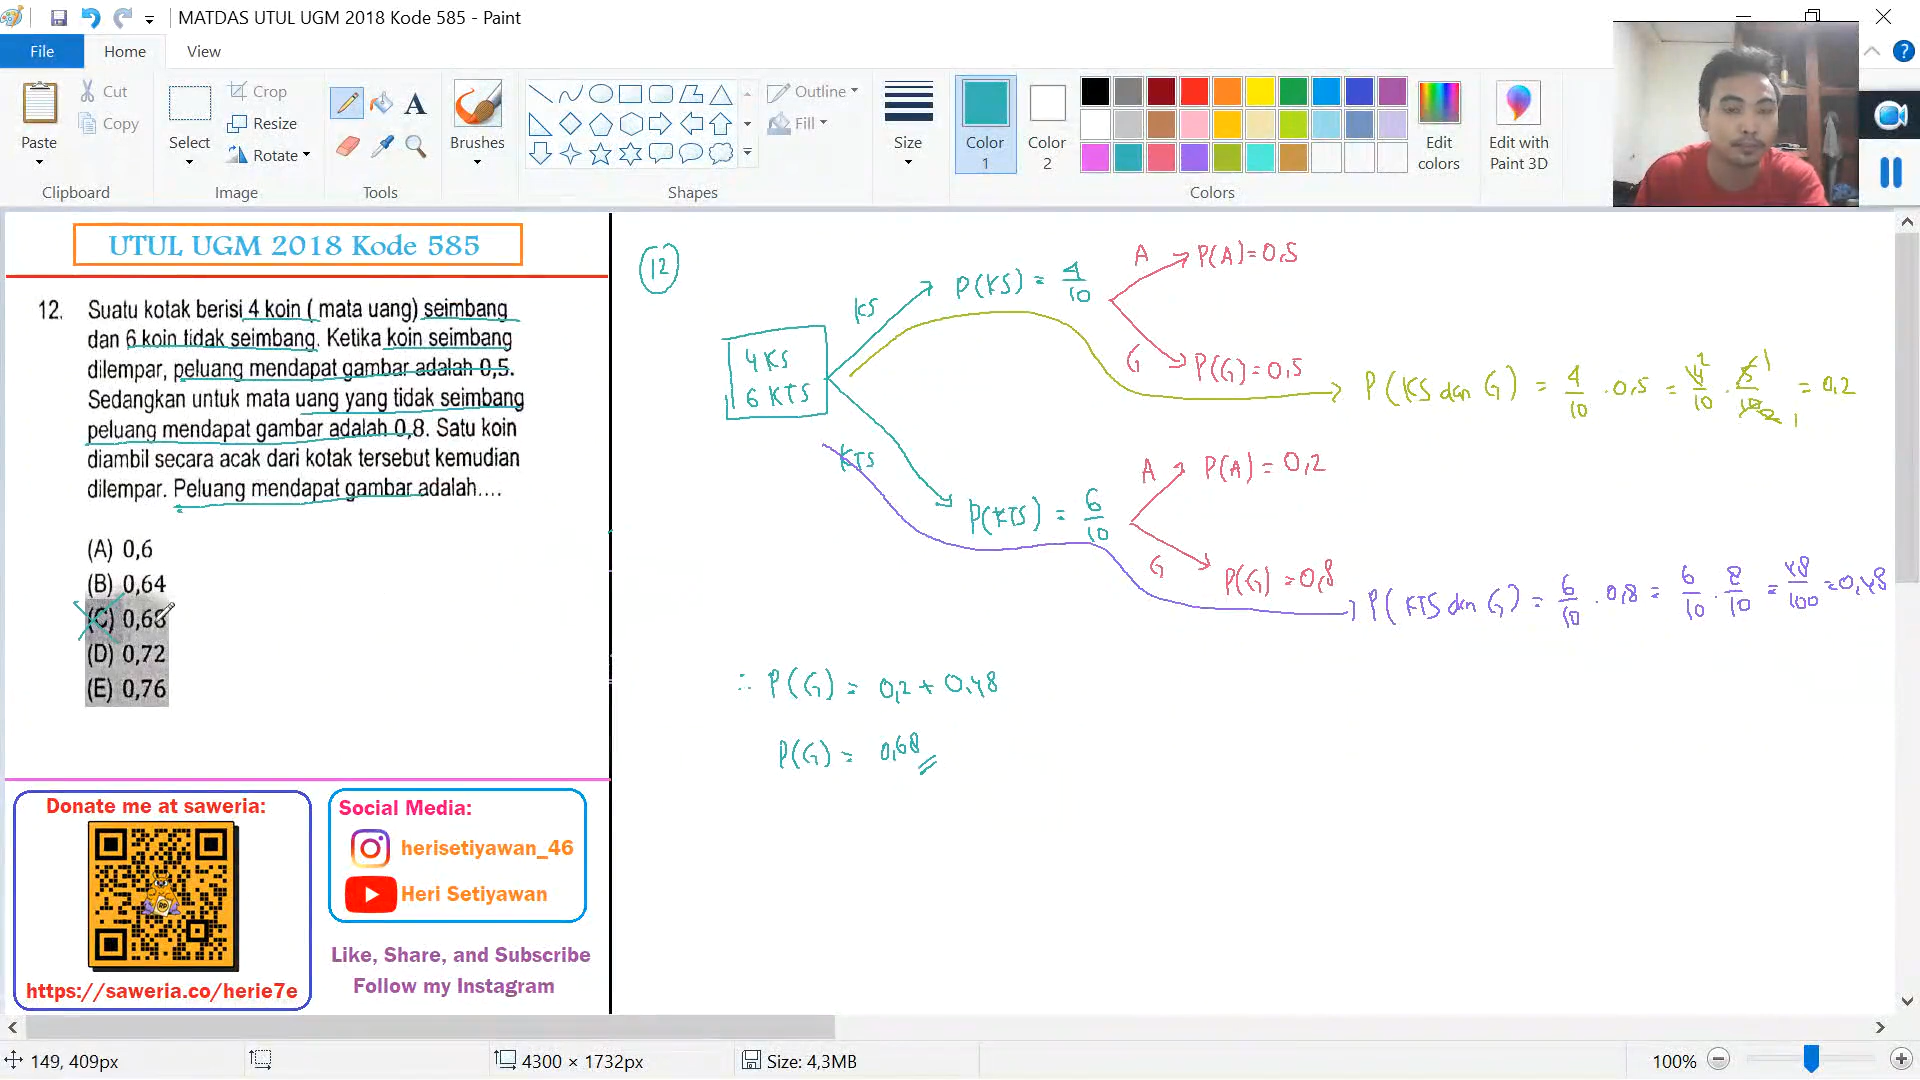 MATDAS UTUL UGM 2018 Kode 585 - Paint
File
Home
View
Paste
Cut
Copy
Clipboard
Select
Crop
Resize
Rotate
Image
Tools
Brushes
Shapes
Outline
Fill
Size
Color 1
Color 2
Edit colors
Edit with Paint 3D
Colors
UTUL UGM 2018 Kode 585
12. Suatu kotak berisi 4 koin ( mata uang) seimbang
dan 6 koin tidak seimbang. Ketika koin seimbang
dilempar, peluang mendapat gambar adalah 0,5.
Sedangkan untuk mata uang yang tidak seimbang
peluang mendapat gambar adalah 0,8. Satu koin
diambil secara acak dari kotak tersebut kemudian
dilempar. Peluang mendapat gambar adalah....
(A) 0,6
(B) 0,64
(C) 0,68
(D) 0,72
(E) 0,76
Donate me at saweria:
https://saweria.co/herie7e
Social Media:
herisetiyawan_46
Heri Setiyawan
Like, Share, and Subscribe
Follow my Instagram
12
4 KS
6 KTS
KS
P(KS) = 4/10
A
P(A) = 0,5
G
P(G) = 0,5
P(KS dan G) = 4/10 . 0,5 = 4/10 . 5/10 = 0,2
KTS
P(KTS) = 6/10
A
P(A) = 0,2
G
P(G) = 0,8
P(KTS dan G) = 6/10 . 0,8 = 6/10 . 8/10 = 48/100 = 0,48
∴ P(G) = 0,2 + 0,48
P(G) = 0,68
149, 409px
4300 × 1732px
Size: 4,3MB
100%